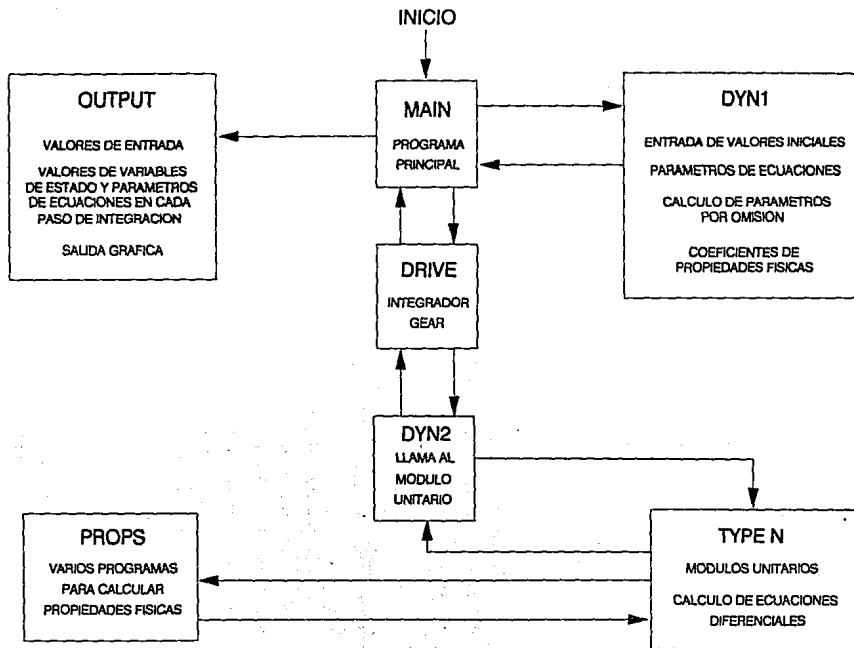 INICIO
OUTPUT
VALORES DE ENTRADA
VALORES DE VARIABLES
DE ESTADO Y PARAMETROS
DE ECUACIONES EN CADA
PASO DE INTEGRACION
SALIDA GRAFICA
MAIN
PROGRAMA
PRINCIPAL
DYN1
ENTRADA DE VALORES INICIALES
PARAMETROS DE ECUACIONES
CALCULO DE PARAMETROS
POR OMISION
COEFICIENTES DE
PROPIEDADES FISICAS
DRIVE
INTEGRADOR
GEAR
DYN2
LLAMA AL
MODULO
UNITARIO
PROPS
VARIOS PROGRAMAS
PARA CALCULAR
PROPIEDADES FISICAS
TYPE N
MODULOS UNITARIOS
CALCULO DE ECUACIONES
DIFERENCIALES